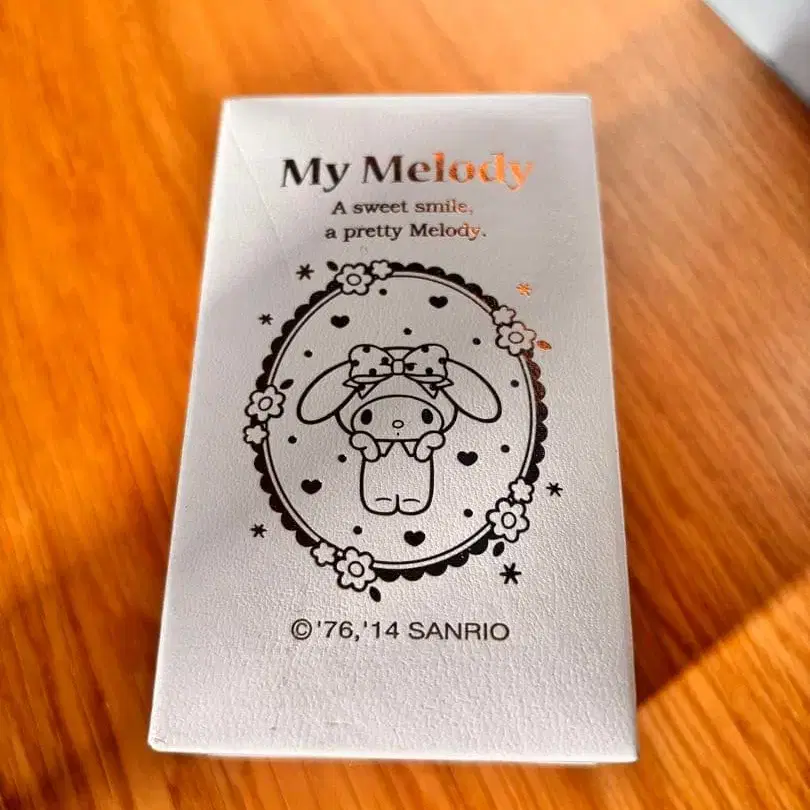 My Melody
A sweet smile,
a pretty Melody.
©'76,'14 SANRIO